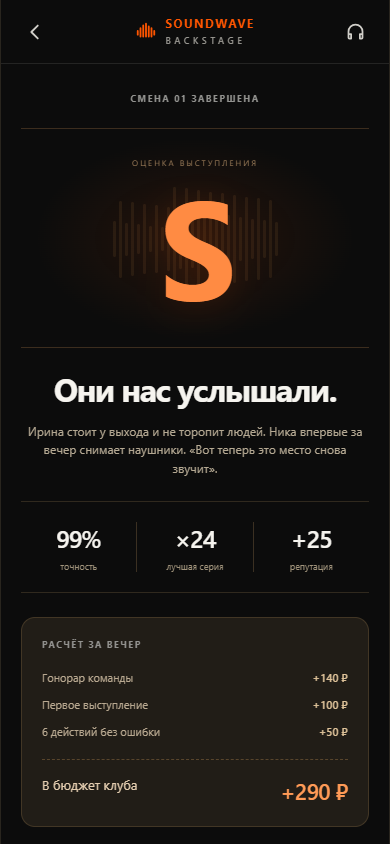 SOUNDWAVE
BACKSTAGE
СМЕНА 01 ЗАВЕРШЕНА
ОЦЕНКА ВЫСТУПЛЕНИЯ
S
Они нас услышали.
Ирина стоит у выхода и не торопит людей. Ника впервые за
вечер снимает наушники. «Вот теперь это место снова
звучит».
99% ×24 +25
точность лучшая серия репутация
РАСЧЁТ ЗА ВЕЧЕР
Гонорар команды +140 ₽
Первое выступление +100 ₽
6 действий без ошибки +50 ₽
В бюджет клуба +290 ₽